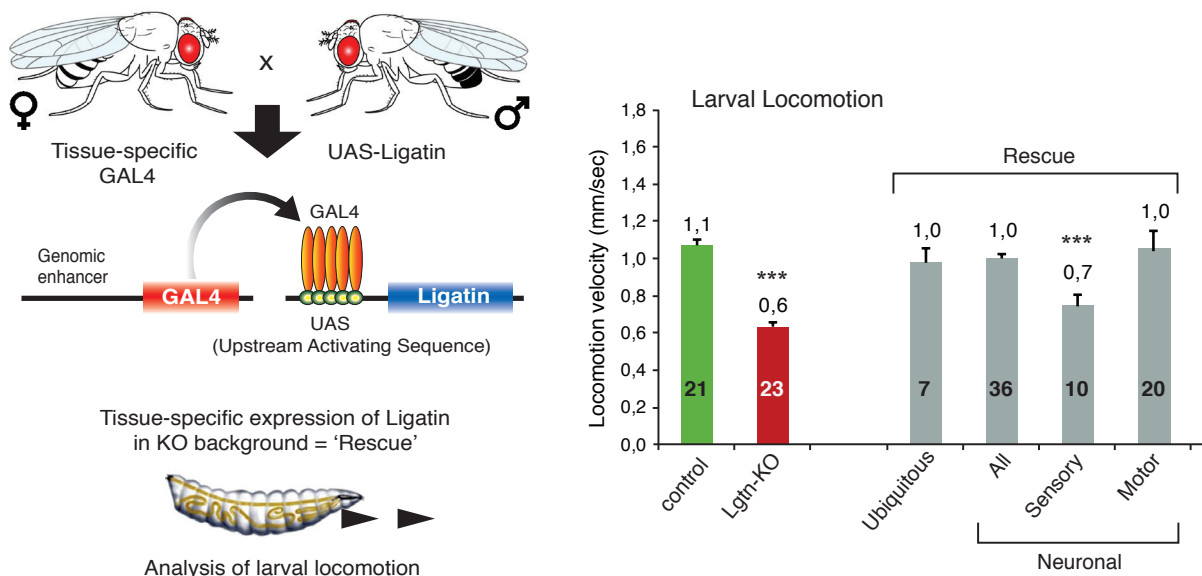 x
♀
♂
Tissue-specific
GAL4
UAS-Ligatin
GAL4
Genomic
enhancer
GAL4
Ligatin
UAS
(Upstream Activating Sequence)
Tissue-specific expression of Ligatin
in KO background = ‘Rescue’
Analysis of larval locomotion
Larval Locomotion
Locomotion velocity (mm/sec)
1,8
1,6
1,4
1,2
1,0
0,8
0,6
0,4
0,2
0,0
Rescue
1,1
***
0,6
1,0
1,0
***
0,7
1,0
21
23
7
36
10
20
control
Lgtn-KO
Ubiquitous
All
Sensory
Motor
Neuronal